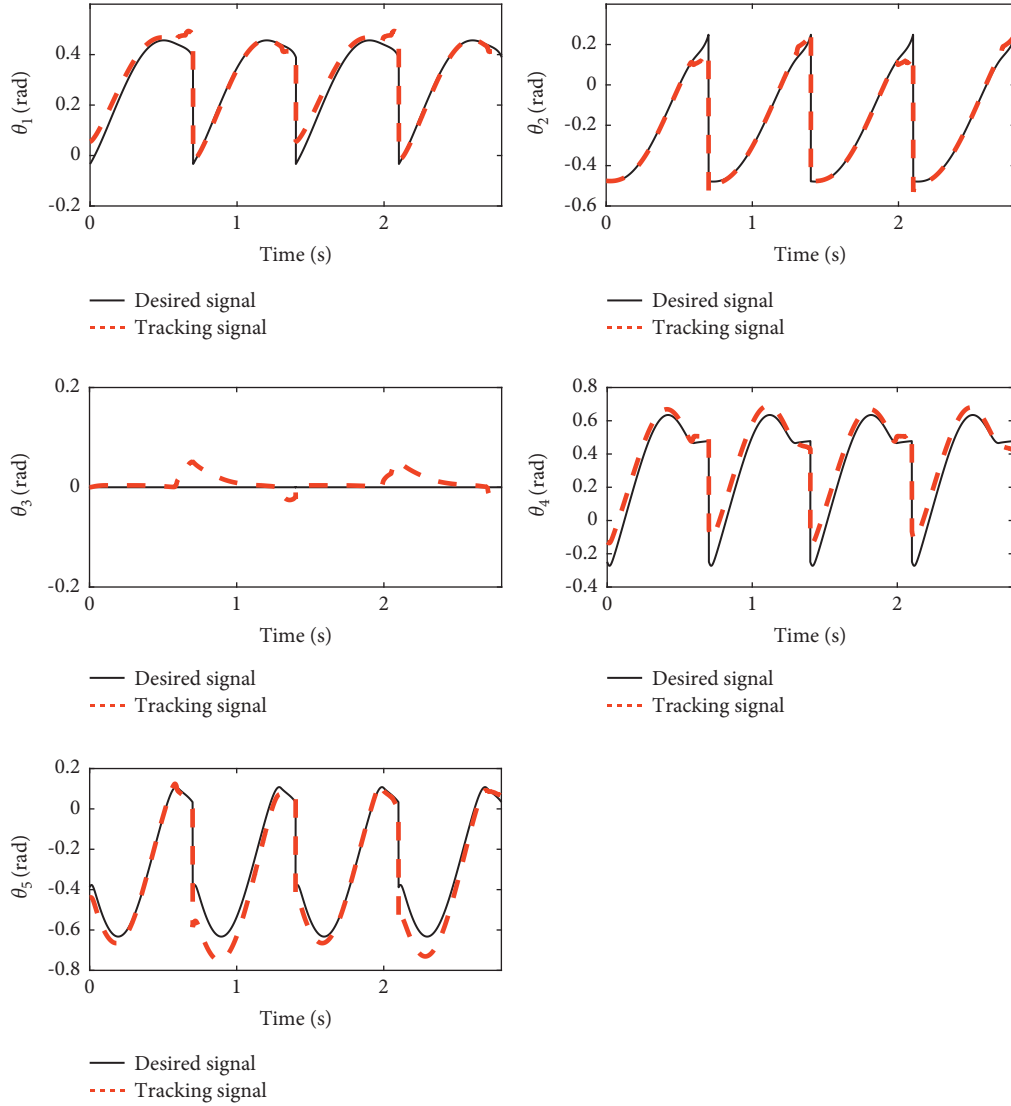 θ1 (rad)
0.4
0.2
0
-0.2
0
1
2
Time (s)
Desired signal
Tracking signal
θ2 (rad)
0.4
0.2
0
-0.2
-0.4
-0.6
0
1
2
Time (s)
Desired signal
Tracking signal
θ3 (rad)
0.2
0
-0.2
0
1
2
Time (s)
Desired signal
Tracking signal
θ4 (rad)
0.8
0.6
0.4
0.2
0
-0.2
-0.4
0
1
2
Time (s)
Desired signal
Tracking signal
θ5 (rad)
0.2
0
-0.2
-0.4
-0.6
-0.8
0
1
2
Time (s)
Desired signal
Tracking signal